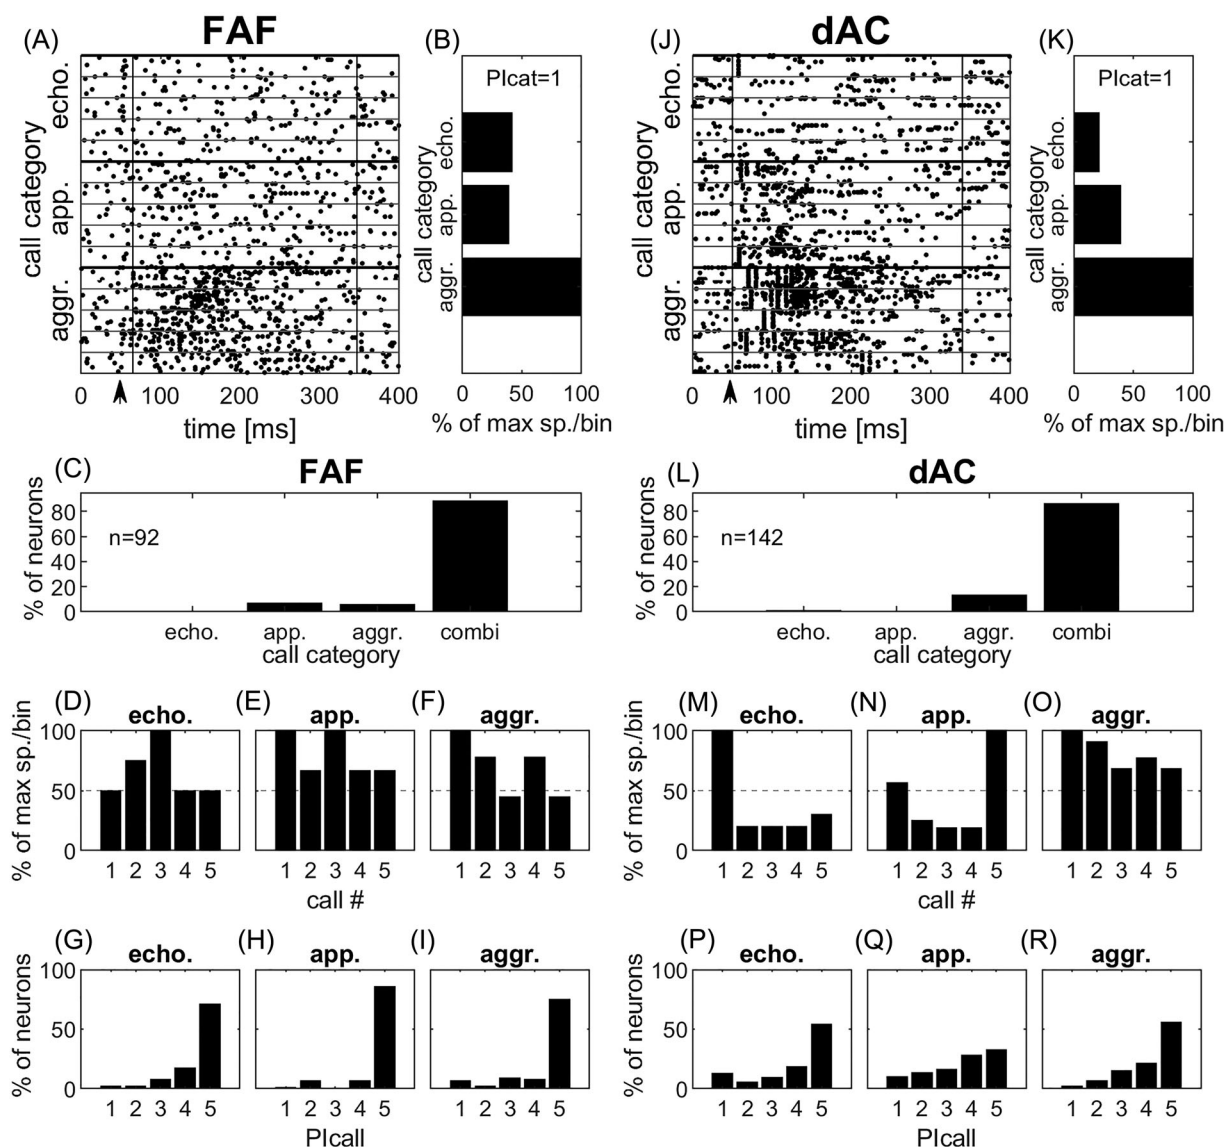 (A) FAF (B) (J) dAC (K)
call category
echo.
app.
aggr.
0 100 200 300 400
time [ms]
PIcat=1
call category
echo.
app.
aggr.
0 50 100
% of max sp./bin
call category
echo.
app.
aggr.
0 100 200 300 400
time [ms]
PIcat=1
call category
echo.
app.
aggr.
0 50 100
% of max sp./bin
(C) FAF
% of neurons
80
60
40
20
0
n=92
echo. app. aggr. combi
call category
(L) dAC
% of neurons
80
60
40
20
0
n=142
echo. app. aggr. combi
call category
(D) echo. (E) app. (F) aggr.
% of max sp./bin
100
50
0
1 2 3 4 5 1 2 3 4 5 1 2 3 4 5
call #
(M) echo. (N) app. (O) aggr.
% of max sp./bin
100
50
0
1 2 3 4 5 1 2 3 4 5 1 2 3 4 5
call #
(G) echo. (H) app. (I) aggr.
% of neurons
100
50
0
1 2 3 4 5 1 2 3 4 5 1 2 3 4 5
PIcall
(P) echo. (Q) app. (R) aggr.
% of neurons
100
50
0
1 2 3 4 5 1 2 3 4 5 1 2 3 4 5
PIcall